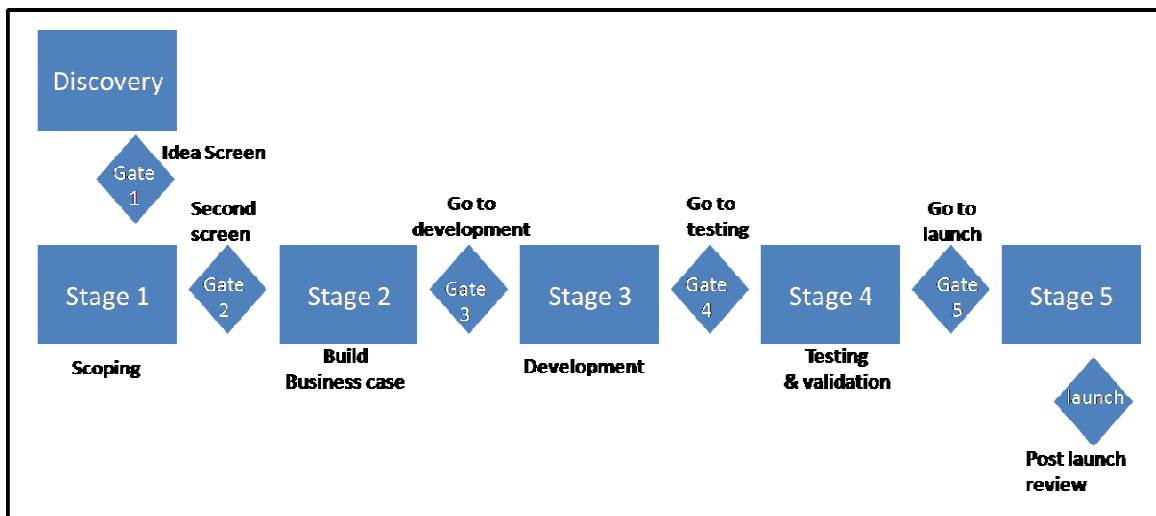 Discovery
Idea Screen
Gate
1
Second
screen
Go to
development
Go to
testing
Go to
launch
Stage 1
Gate
2
Stage 2
Gate
3
Stage 3
Gate
4
Stage 4
Gate
5
Stage 5
Scoping
Build
Business case
Development
Testing
& validation
launch
Post launch
review